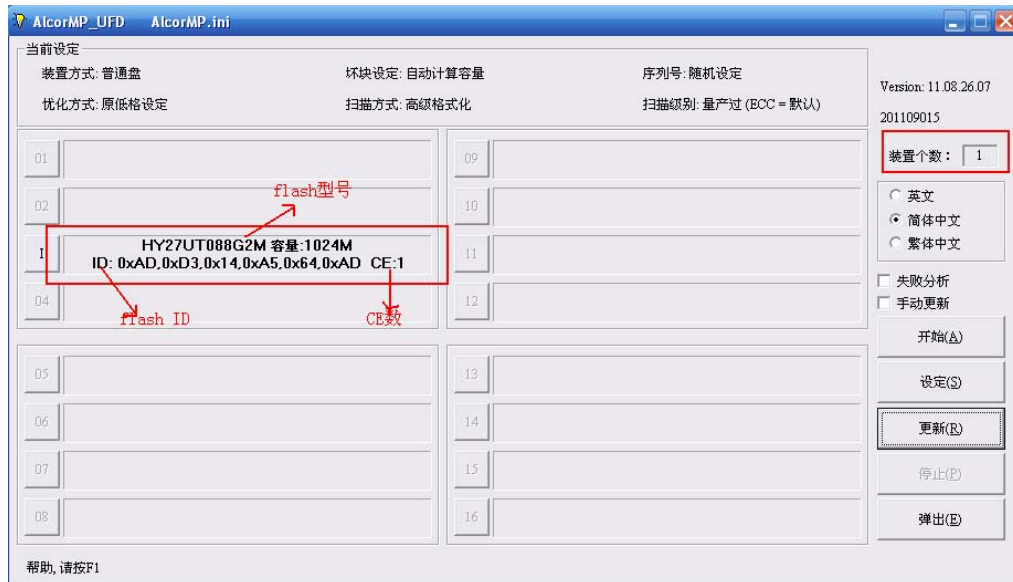 AlcorMP_UFD AlcorMP.ini
当前设定
装置方式: 普通盘 坏块设定: 自动计算容量 序列号: 随机设定
优化方式: 原低格设定 扫描方式: 高级格式化 扫描级别: 量产过 (ECC = 默认)
Version: 11.08.26.07
201109015
装置个数： 1
英文
简体中文
繁体中文
失败分析
手动更新
开始(A)
设定(S)
更新(R)
停止(P)
弹出(E)
01
02
flash型号
I
HY27UT088G2M 容量:1024M
ID: 0xAD,0xD3,0x14,0xA5,0x64,0xAD CE:1
04
flash ID CE数
05
06
07
08
09
10
11
12
13
14
15
16
帮助, 请按F1